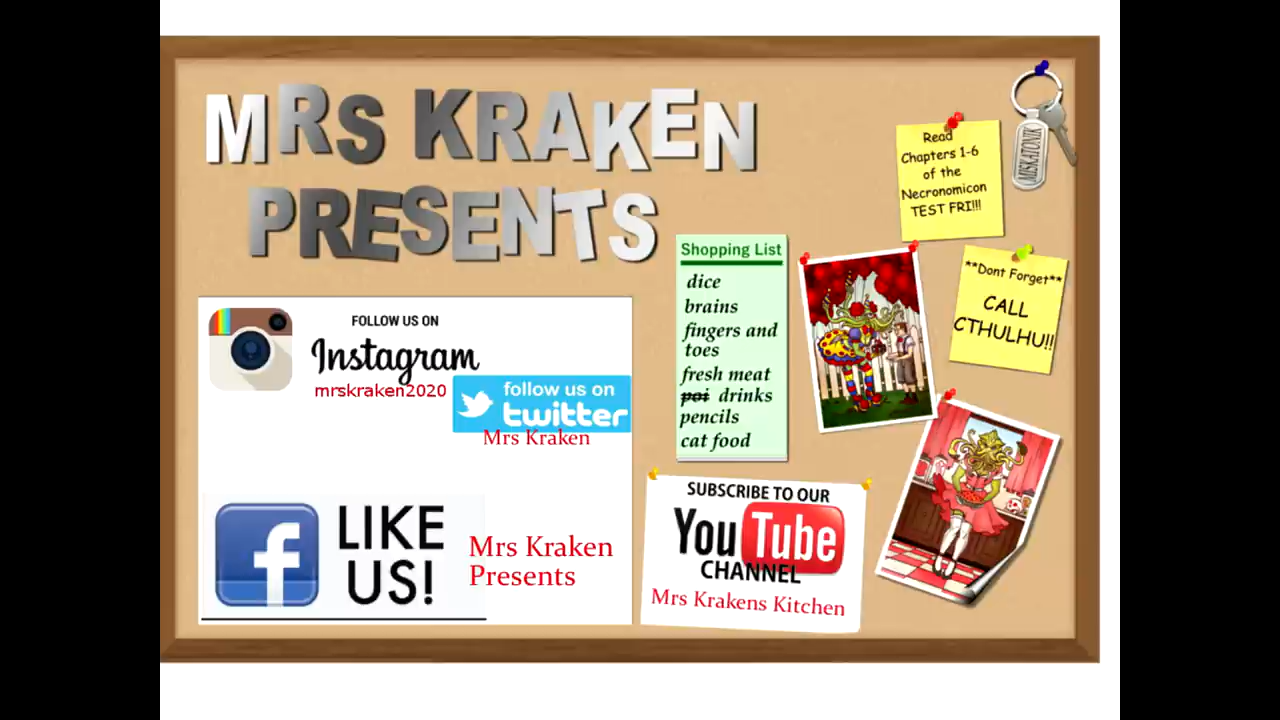 MRS KRAKEN
PRESENTS
FOLLOW US ON
Instagram
mrskraken2020
follow us on
twitter
Mrs Kraken
f LIKE
US!
Mrs Kraken
Presents
Shopping List
dice
brains
fingers and
toes
fresh meat
poi drinks
pencils
cat food
SUBSCRIBE TO OUR
YouTube
CHANNEL
Mrs Krakens Kitchen
Read
Chapters 1-6
of the
Necronomicon
TEST FRI!!!
MISKATONIK
**Dont Forget**
CALL
CTHULHU!!